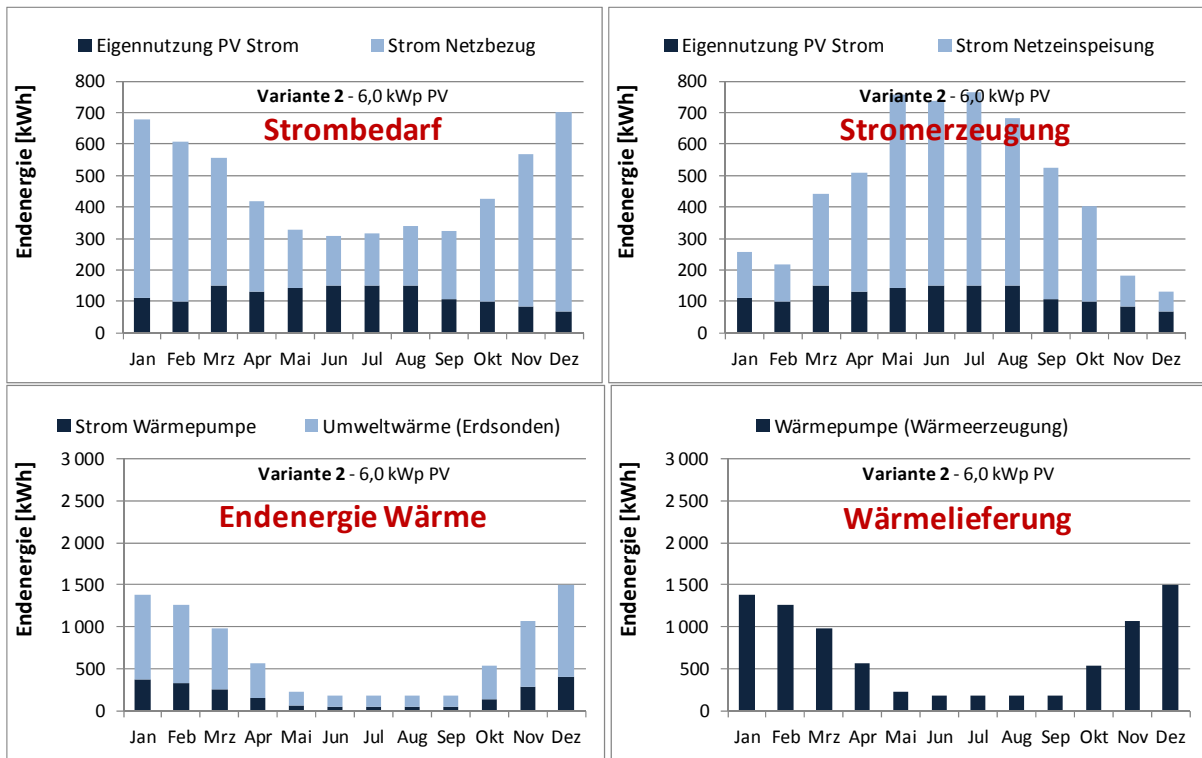 Eigennutzung PV Strom Strom Netzbezug
Endenergie [kWh]
800
700
600
500
400
300
200
100
0
Variante 2 - 6,0 kWp PV
Strombedarf
Jan Feb Mrz Apr Mai Jun Jul Aug Sep Okt Nov Dez
Eigennutzung PV Strom Strom Netzeinspeisung
Endenergie [kWh]
800
700
600
500
400
300
200
100
0
Variante 2 - 6,0 kWp PV
Stromerzeugung
Jan Feb Mrz Apr Mai Jun Jul Aug Sep Okt Nov Dez
Strom Wärmepumpe Umweltwärme (Erdsonden)
Endenergie [kWh]
3 000
2 500
2 000
1 500
1 000
500
0
Variante 2 - 6,0 kWp PV
Endenergie Wärme
Jan Feb Mrz Apr Mai Jun Jul Aug Sep Okt Nov Dez
Wärmepumpe (Wärmeerzeugung)
Endenergie [kWh]
3 000
2 500
2 000
1 500
1 000
500
0
Variante 2 - 6,0 kWp PV
Wärmelieferung
Jan Feb Mrz Apr Mai Jun Jul Aug Sep Okt Nov Dez